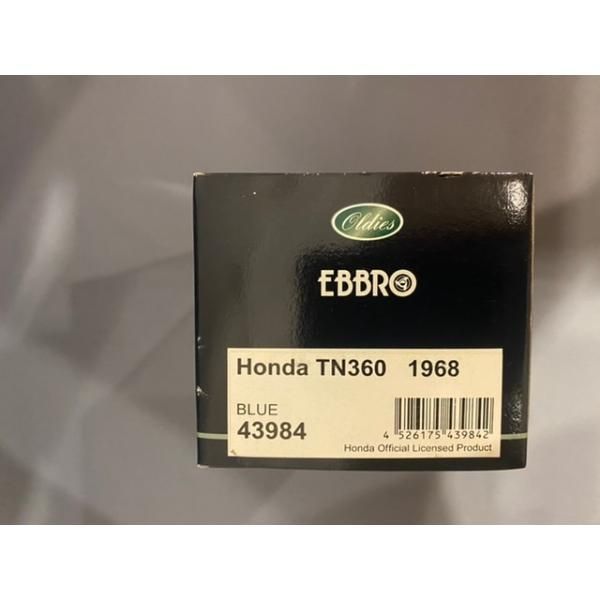 Oldies
EBBRO
Honda TN360 1968
BLUE
43984
4 526175 439842
Honda Official Licensed Product